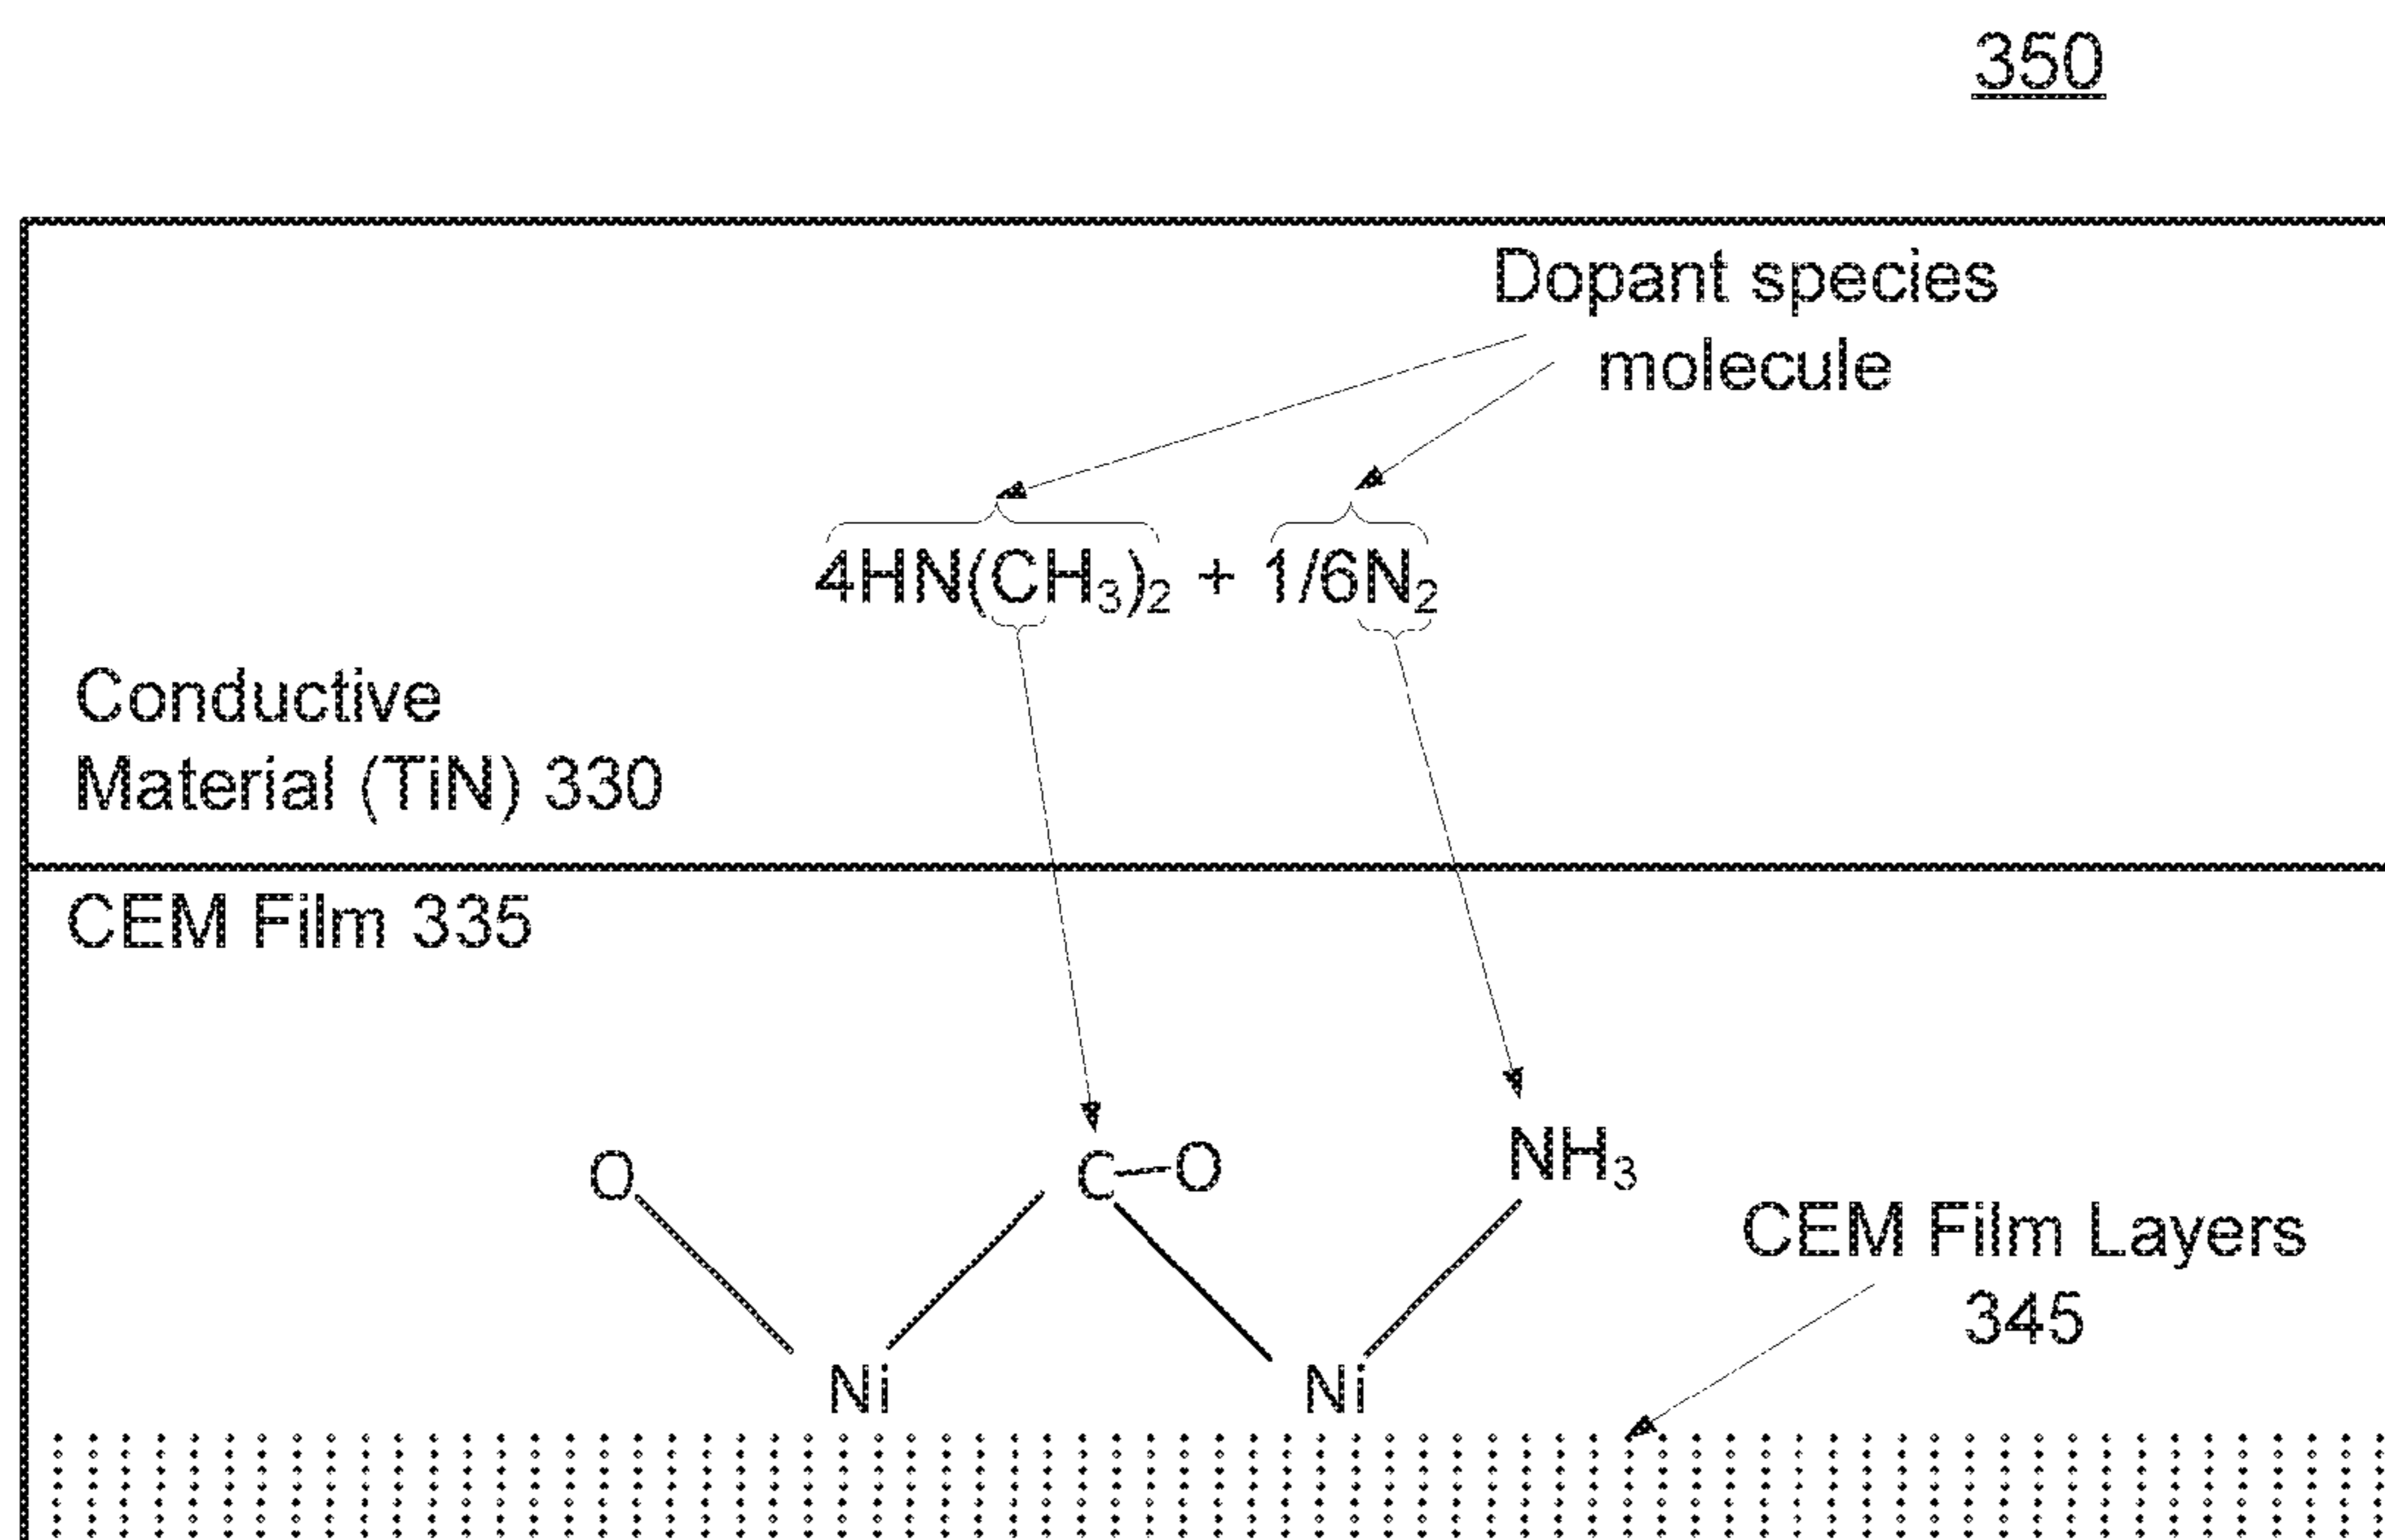 350
Dopant species
molecule
4HN(CH₃)₂ + 1/6N₂
Conductive
Material (TiN) 330
CEM Film 335
O C O NH₃
CEM Film Layers
345
Ni Ni